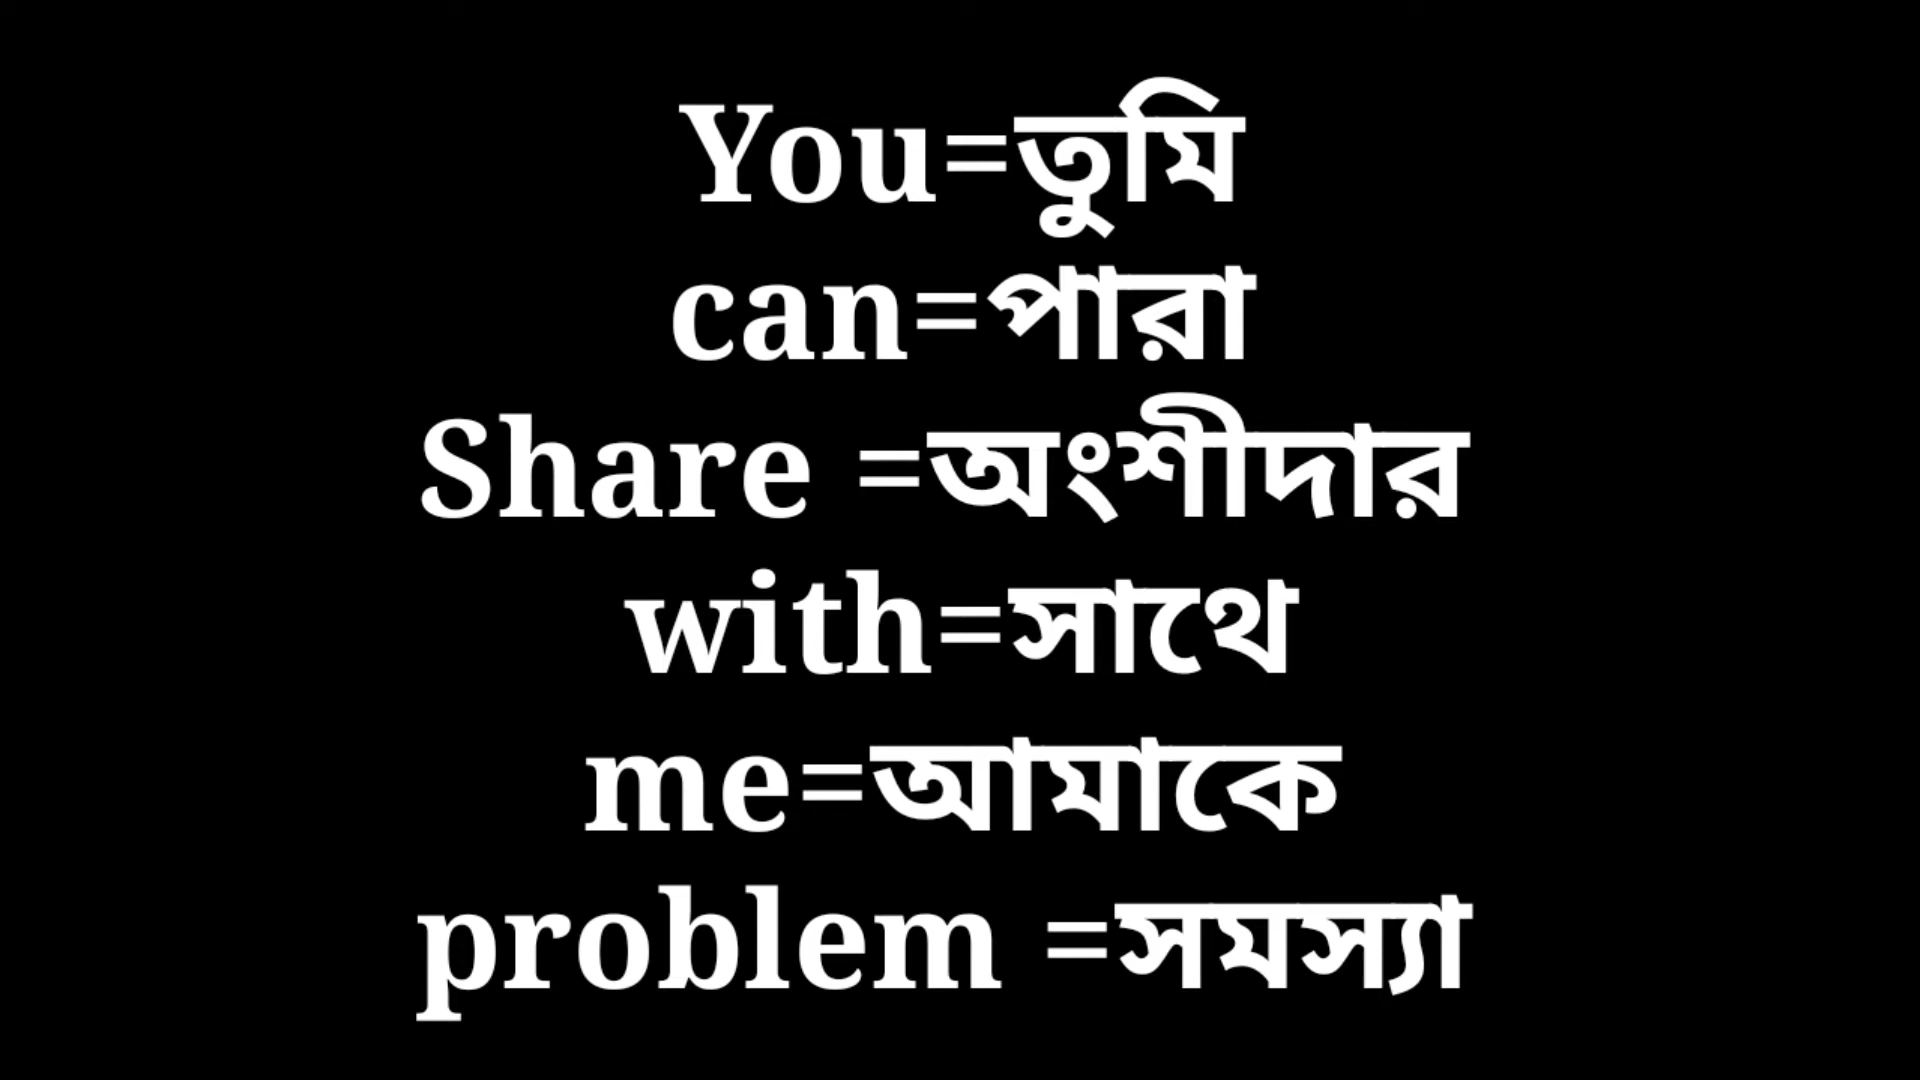 You=তুমি
can=পারা
Share =অংশীদার
with=সাথে
me=আমাকে
problem =সমস্যা